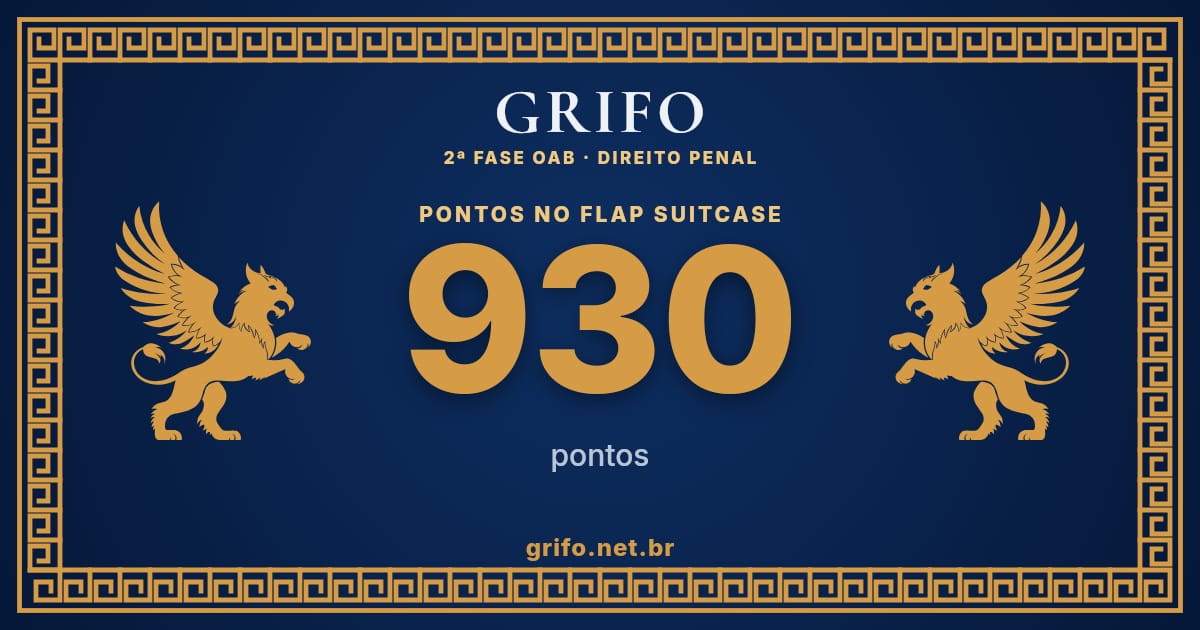 GRIFO
2ª FASE OAB · DIREITO PENAL
PONTOS NO FLAP SUITCASE
930
pontos
grifo.net.br